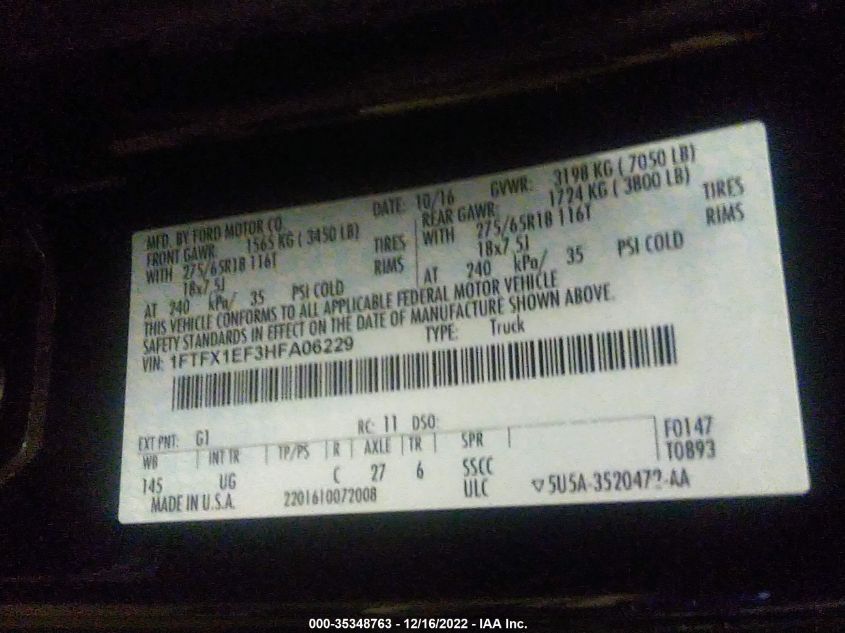 MFD. BY FORD MOTOR CO. DATE: 10/16 GVWR: 3198 KG ( 7050 LB)
FRONT GAWR: 1565 KG ( 3450 LB) REAR GAWR: 1724 KG ( 3800 LB)
WITH 275/65R18 116T TIRES WITH 275/65R18 116T TIRES
18x7.5J RIMS 18x7.5J RIMS
AT 240 kPa/ 35 PSI COLD AT 240 kPa/ 35 PSI COLD
THIS VEHICLE CONFORMS TO ALL APPLICABLE FEDERAL MOTOR VEHICLE
SAFETY STANDARDS IN EFFECT ON THE DATE OF MANUFACTURE SHOWN ABOVE.
VIN: 1FTFX1EF3HFA06229 TYPE: Truck
EXT PNT: G1 RC: 11 DSO: F0147
WB INT TR TP/PS R AXLE TR SPR T0893
145 UG C 27 6 SSCC
MADE IN U.S.A. 2201610072008 ULC 5U5A-3520472-AA
000-35348763 - 12/16/2022 - IAA Inc.